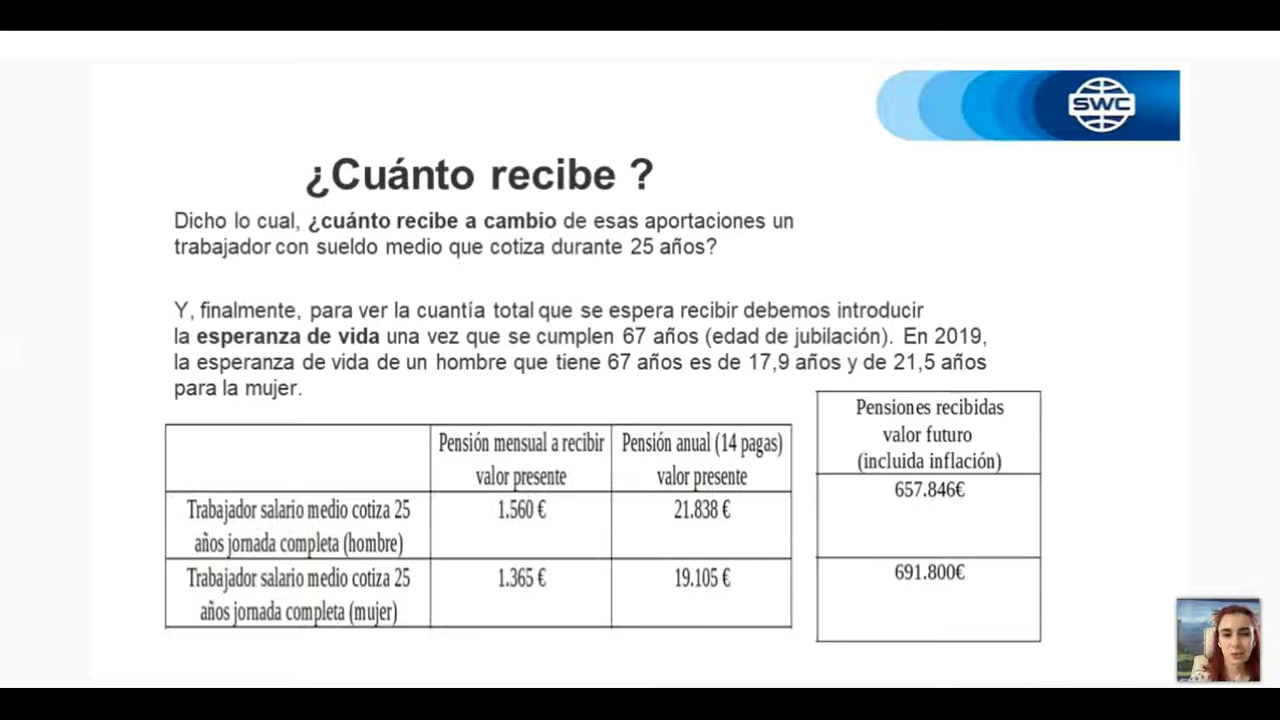 SWC
¿Cuánto recibe ?
Dicho lo cual, ¿cuánto recibe a cambio de esas aportaciones un
trabajador con sueldo medio que cotiza durante 25 años?
Y, finalmente, para ver la cuantía total que se espera recibir debemos introducir
la esperanza de vida una vez que se cumplen 67 años (edad de jubilación). En 2019,
la esperanza de vida de un hombre que tiene 67 años es de 17,9 años y de 21,5 años
para la mujer.
Pensión mensual a recibir
valor presente
Pensión anual (14 pagas)
valor presente
Pensiones recibidas
valor futuro
(incluida inflación)
Trabajador salario medio cotiza 25
años jornada completa (hombre)
1.560 €
21.838 €
657.846€
Trabajador salario medio cotiza 25
años jornada completa (mujer)
1.365 €
19.105 €
691.800€